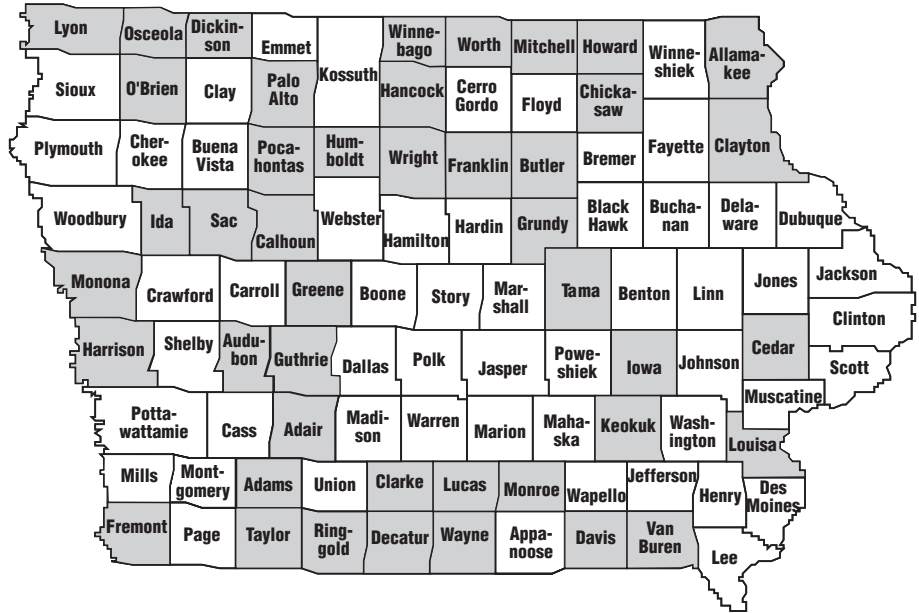 Lyon
Osceola
Dickin-
son
Emmet
Kossuth
Winne-
bago
Worth
Mitchell
Howard
Winne-
shiek
Allama-
kee
Sioux
O'Brien
Clay
Palo
Alto
Hancock
Cerro
Gordo
Floyd
Chicka-
saw
Plymouth
Cher-
okee
Buena
Vista
Poca-
hontas
Hum-
boldt
Wright
Franklin
Butler
Bremer
Fayette
Clayton
Woodbury
Ida
Sac
Calhoun
Webster
Hamilton
Hardin
Grundy
Black
Hawk
Bucha-
nan
Dela-
ware
Dubuque
Monona
Crawford
Carroll
Greene
Boone
Story
Mar-
shall
Tama
Benton
Linn
Jones
Jackson
Clinton
Harrison
Shelby
Audu-
bon
Guthrie
Dallas
Polk
Jasper
Powe-
shiek
Iowa
Johnson
Cedar
Scott
Muscatine
Potta-
wattamie
Cass
Adair
Madi-
son
Warren
Marion
Maha-
ska
Keokuk
Wash-
ington
Louisa
Mills
Mont-
gomery
Adams
Union
Clarke
Lucas
Monroe
Wapello
Jefferson
Henry
Des
Moines
Fremont
Page
Taylor
Ring-
gold
Decatur
Wayne
Appa-
noose
Davis
Van
Buren
Lee